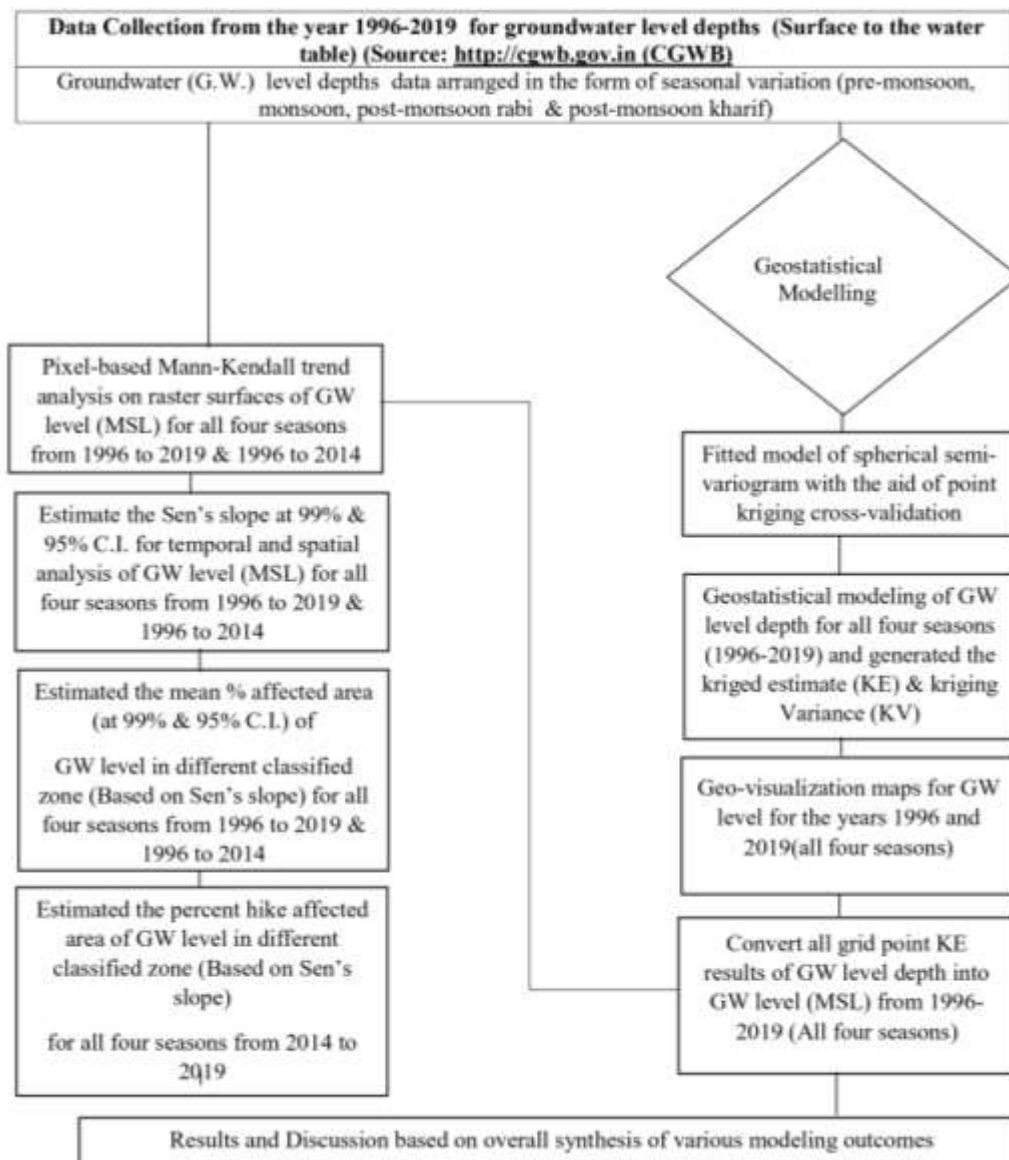 Data Collection from the year 1996-2019 for groundwater level depths (Surface to the water
table) (Source: http://cgwb.gov.in (CGWB)
Groundwater (G.W.) level depths data arranged in the form of seasonal variation (pre-monsoon,
monsoon, post-monsoon rabi & post-monsoon kharif)
Geostatistical
Modelling
Pixel-based Mann-Kendall trend
analysis on raster surfaces of GW
level (MSL) for all four seasons
from 1996 to 2019 & 1996 to 2014
Estimate the Sen's slope at 99% &
95% C.I. for temporal and spatial
analysis of GW level (MSL) for all
four seasons from 1996 to 2019 &
1996 to 2014
Estimated the mean % affected area
(at 99% & 95% C.I.) of
GW level in different classified
zone (Based on Sen's slope) for all
four seasons from 1996 to 2019 &
1996 to 2014
Estimated the percent hike affected
area of GW level in different
classified zone (Based on Sen's
slope)
for all four seasons from 2014 to
2019
Fitted model of spherical semi-
variogram with the aid of point
kriging cross-validation
Geostatistical modeling of GW
level depth for all four seasons
(1996-2019) and generated the
kriged estimate (KE) & kriging
Variance (KV)
Geo-visualization maps for GW
level for the years 1996 and
2019(all four seasons)
Convert all grid point KE
results of GW level depth into
GW level (MSL) from 1996-
2019 (All four seasons)
Results and Discussion based on overall synthesis of various modeling outcomes